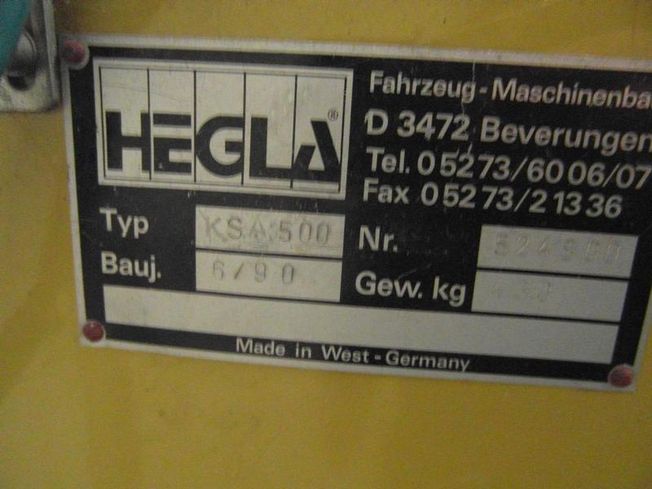 HEGLA®
Fahrzeug-Maschinenba
D 3472 Beverungen
Tel. 05273/6006/07
Fax 05273/21336
Typ KSA 500 Nr.
Bauj. 6/90 Gew. kg
Made in West-Germany